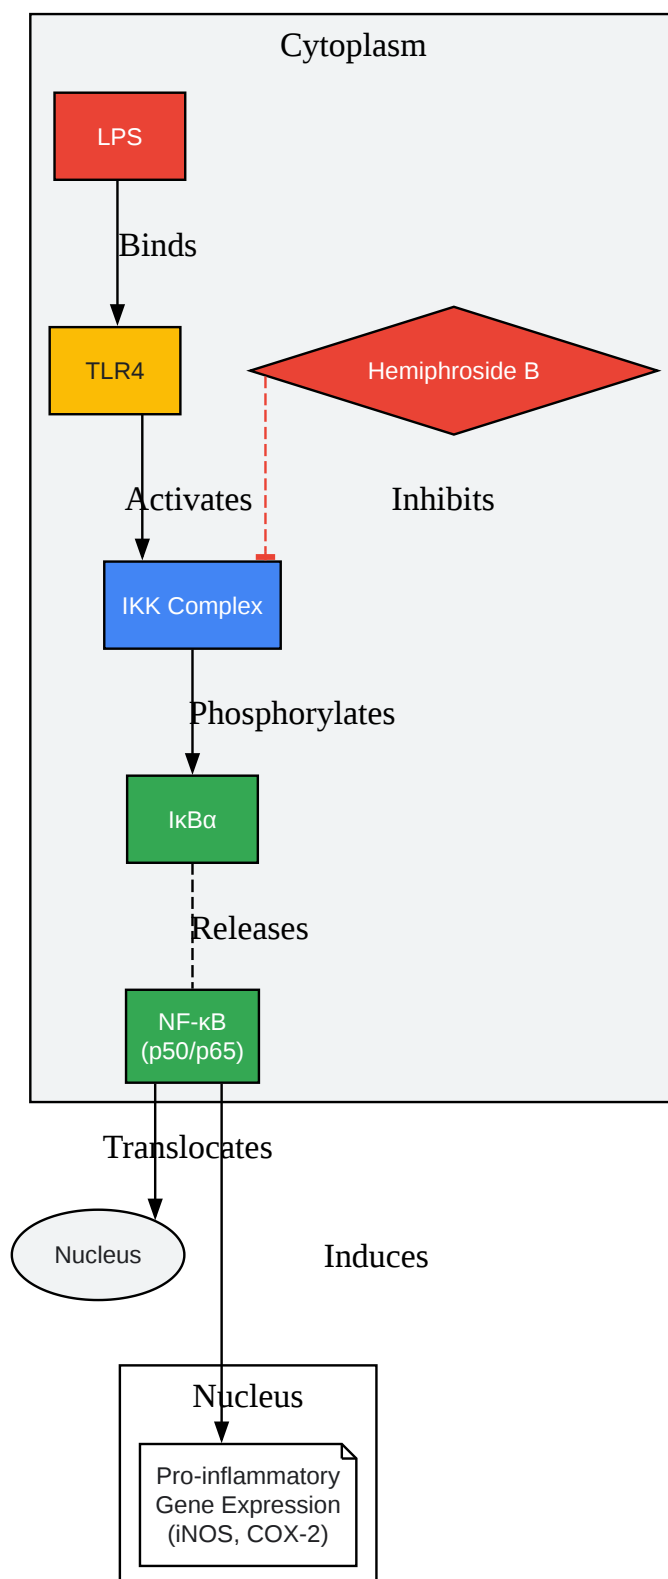 Cytoplasm
LPS
Binds
TLR4
Hemiphroside B
Activates
Inhibits
IKK Complex
Phosphorylates
IκBα
Releases
NF-κB
(p50/p65)
Translocates
Nucleus
Induces
Nucleus
Pro-inflammatory
Gene Expression
(iNOS, COX-2)